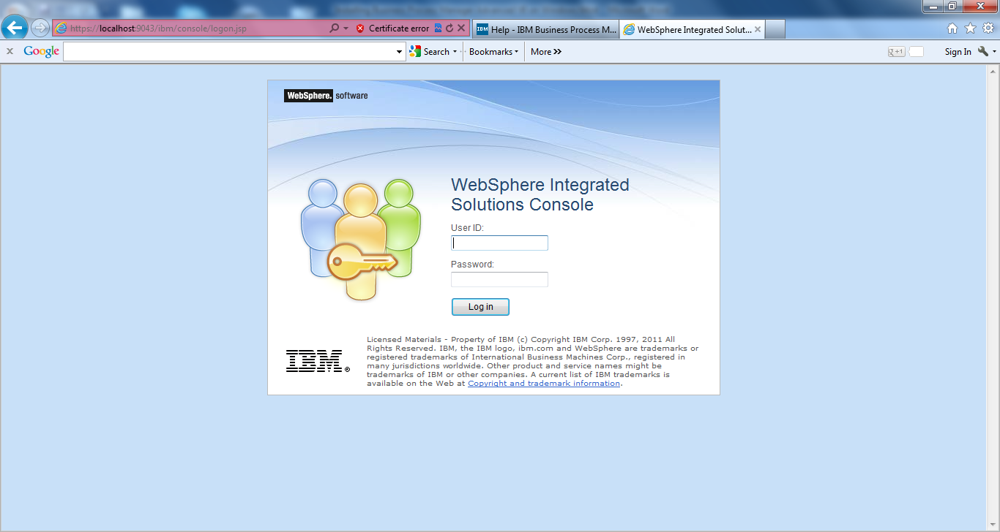 https://localhost:9043/ibm/console/logon.jsp
Certificate error
IBM
Help - IBM Business Process M...
WebSphere Integrated Solut...
x Google
Search
Bookmarks
More »
g +1
Sign In
WebSphere. software
WebSphere Integrated
Solutions Console
User ID:
Password:
Log in
IBM®
Licensed Materials - Property of IBM (c) Copyright IBM Corp. 1997, 2011 All
Rights Reserved. IBM, the IBM logo, ibm.com and WebSphere are trademarks or
registered trademarks of International Business Machines Corp., registered in
many jurisdictions worldwide. Other product and service names might be
trademarks of IBM or other companies. A current list of IBM trademarks is
available on the Web at Copyright and trademark information.